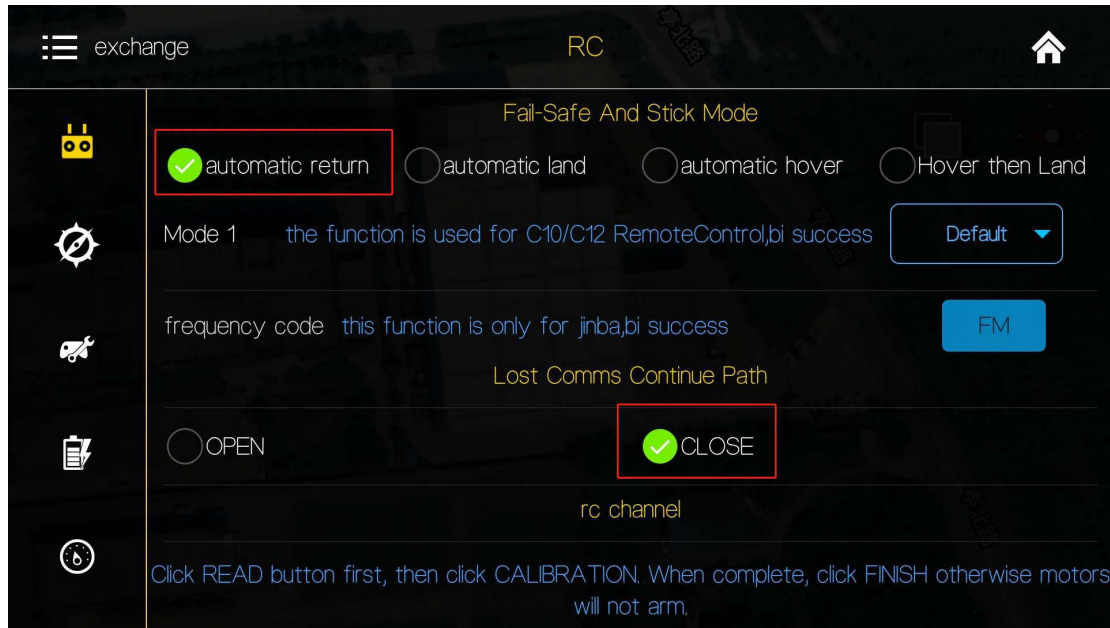 exchange
RC
Fail-Safe And Stick Mode
automatic return
automatic land
automatic hover
Hover then Land
Mode 1
the function is used for C10/C12 RemoteControl,bi success
Default
frequency code
this function is only for jinba,bi success
FM
Lost Comms Continue Path
OPEN
CLOSE
rc channel
Click READ button first, then click CALIBRATION. When complete, click FINISH otherwise motors
will not arm.